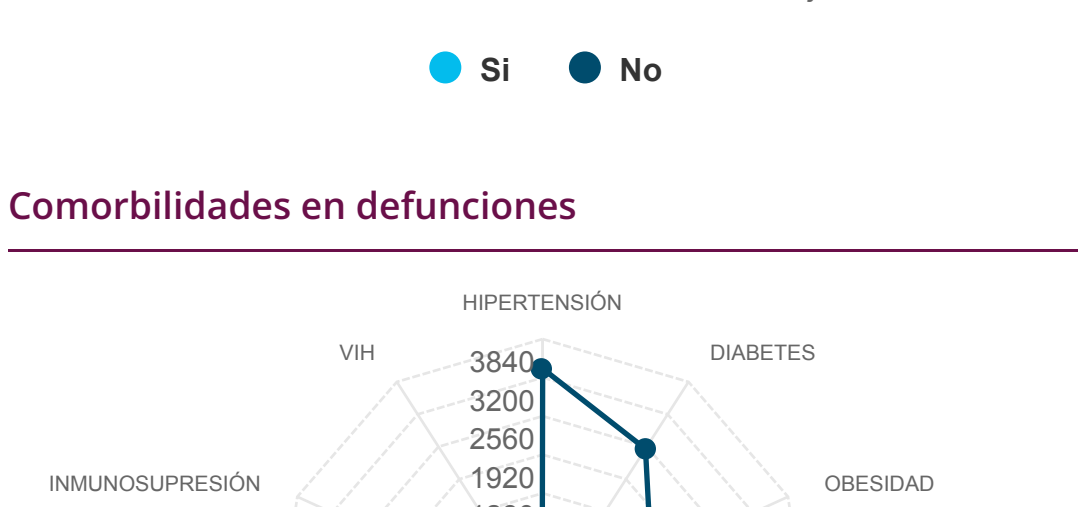 Si No
Comorbilidades en defunciones
HIPERTENSIÓN
VIH
DIABETES
3840
3200
2560
INMUNOSUPRESIÓN
1920
OBESIDAD